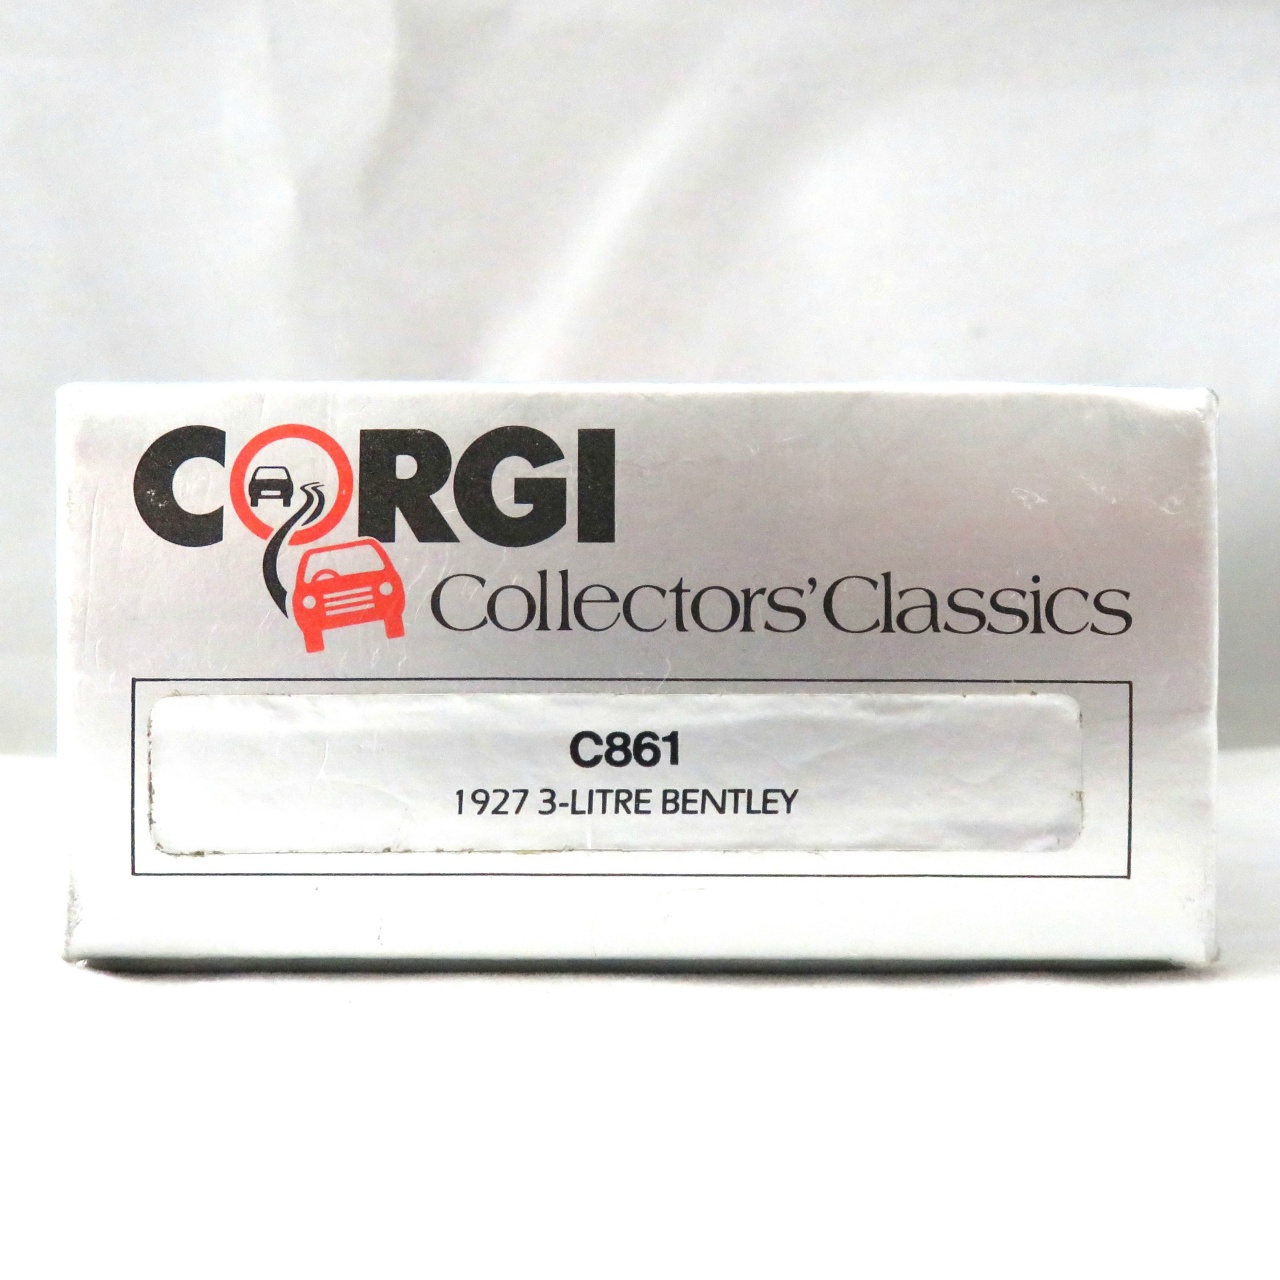 CORGI
Collectors' Classics
C861
1927 3-LITRE BENTLEY